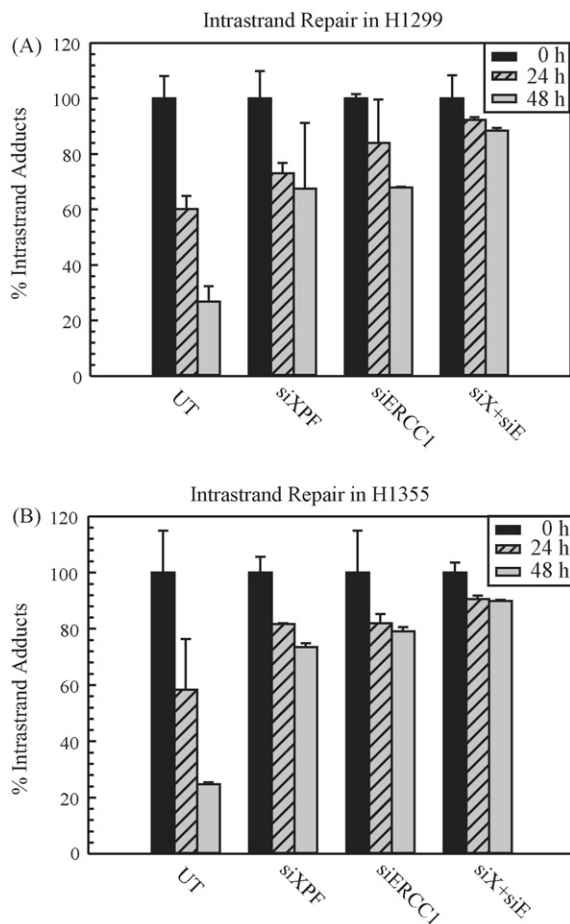 Intrastrand Repair in H1299
(A)
120
100
80
60
40
20
0
% Intrastrand Adducts
0 h
24 h
48 h
UT
siXPF
siERCC1
siX+siE
Intrastrand Repair in H1355
(B)
120
100
80
60
40
20
0
% Intrastrand Adducts
0 h
24 h
48 h
UT
siXPF
siERCC1
siX+siE